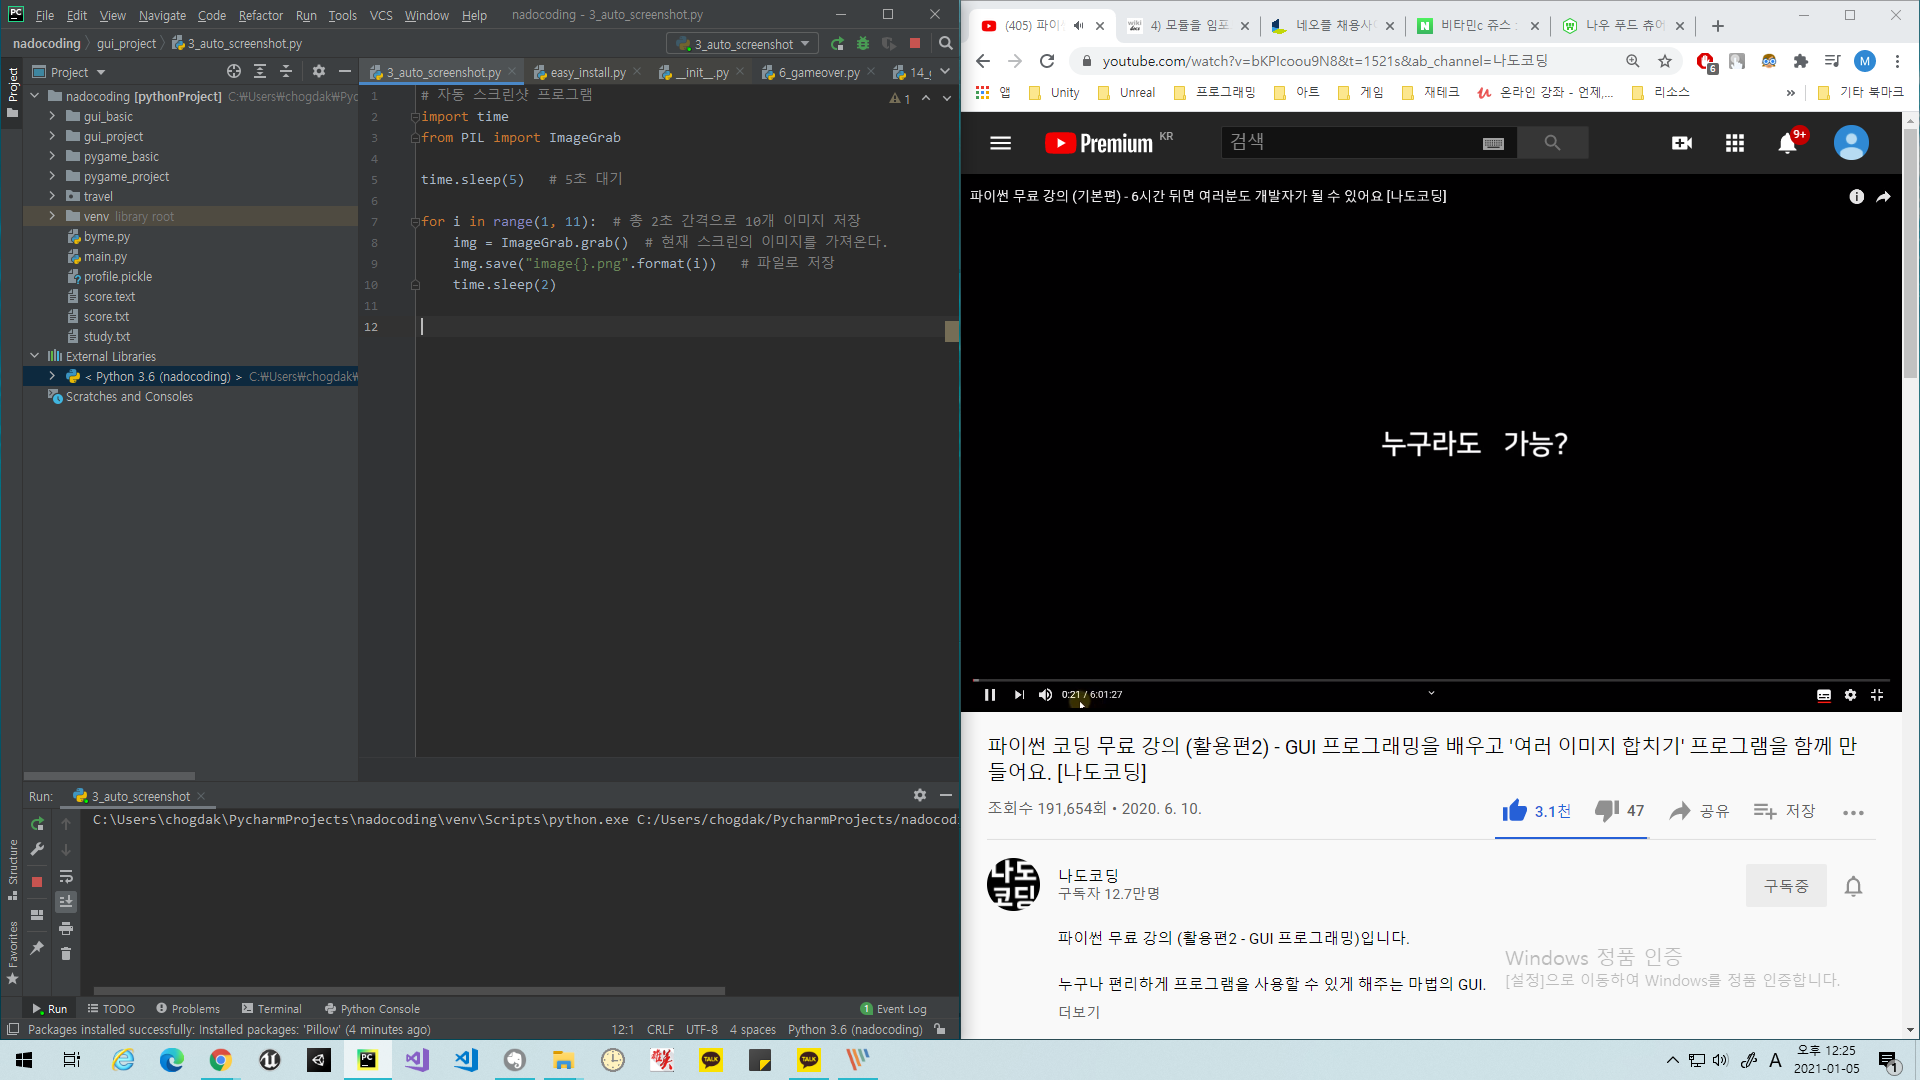 File Edit View Navigate Code Refactor Run Tools VCS Window Help nadocoding - 3_auto_screenshot.py
nadocoding gui_project 3_auto_screenshot.py
3_auto_screenshot
Project
Project
nadocoding [pythonProject] C:₩Users₩chogdak₩Pyc
gui_basic
gui_project
pygame_basic
pygame_project
travel
venv library root
byme.py
main.py
profile.pickle
score.text
score.txt
study.txt
External Libraries
< Python 3.6 (nadocoding) > C:₩Users₩chogdak₩
Scratches and Consoles
3_auto_screenshot.py easy_install.py __init__.py 6_gameover.py 14_
1
1 # 자동 스크린샷 프로그램
2 import time
3 from PIL import ImageGrab
4
5 time.sleep(5) # 5초 대기
6
7 for i in range(1, 11): # 총 2초 간격으로 10개 이미지 저장
8 img = ImageGrab.grab() # 현재 스크린의 이미지를 가져온다.
9 img.save("image{}.png".format(i)) # 파일로 저장
10 time.sleep(2)
11
12
Run: 3_auto_screenshot
C:\Users\chogdak\PycharmProjects\nadocoding\venv\Scripts\python.exe C:/Users/chogdak/PycharmProjects/nadocodi
Structure
Favorites
Run TODO Problems Terminal Python Console 1 Event Log
Packages installed successfully: Installed packages: 'Pillow' (4 minutes ago) 12:1 CRLF UTF-8 4 spaces Python 3.6 (nadocoding)
(405) 파이 4) 모듈을 임포 네오플 채용사 비타민c 쥬스 : 나우 푸드 츄어
youtube.com/watch?v=bKPIcoou9N8&t=1521s&ab_channel=나도코딩
6 M
앱 Unity Unreal 프로그래밍 아트 게임 재테크 온라인 강좌 - 언제,... 리소스 » 기타 북마크
Premium KR 검색 9+
파이썬 무료 강의 (기본편) - 6시간 뒤면 여러분도 개발자가 될 수 있어요 [나도코딩]
누구라도 가능?
0:21 / 6:01:27
파이썬 코딩 무료 강의 (활용편2) - GUI 프로그래밍을 배우고 '여러 이미지 합치기' 프로그램을 함께 만
들어요. [나도코딩]
조회수 191,654회 • 2020. 6. 10.
3.1천 47 공유 저장
나도코딩
나도코딩
구독자 12.7만명
구독중
파이썬 무료 강의 (활용편2 - GUI 프로그래밍)입니다.
누구나 편리하게 프로그램을 사용할 수 있게 해주는 마법의 GUI.
더보기
Windows 정품 인증
[설정]으로 이동하여 Windows를 정품 인증합니다.
PC TALK TALK
A 오후 12:25
2021-01-05
1